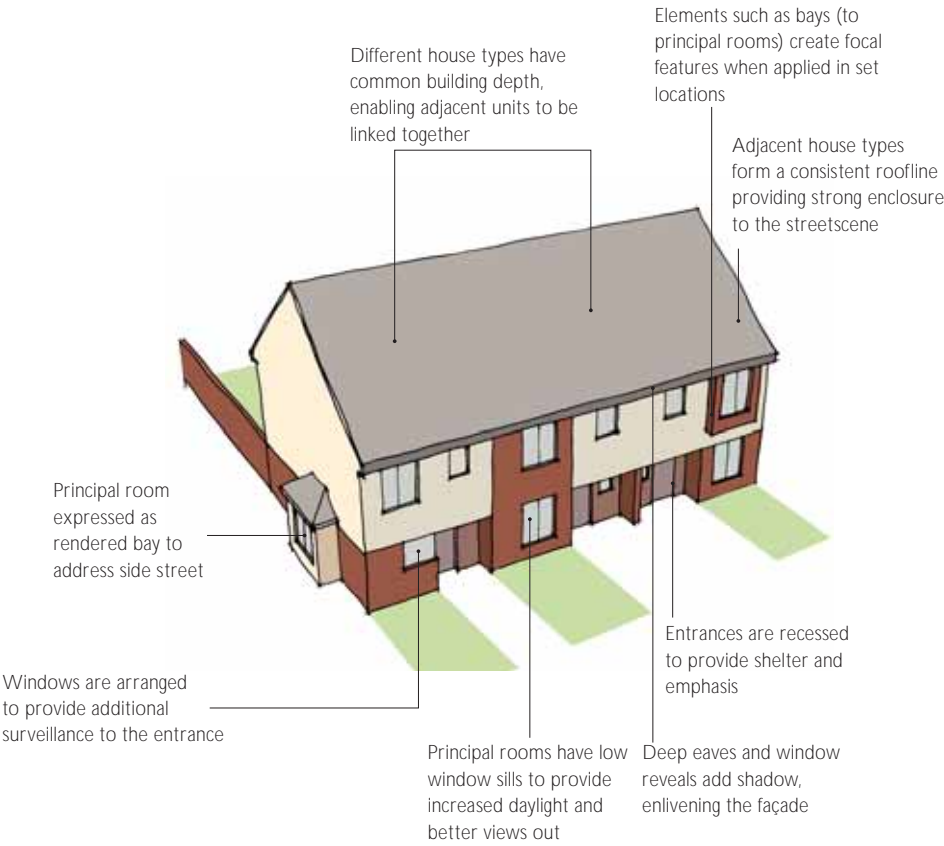 Elements such as bays (to
principal rooms) create focal
features when applied in set
locations
Different house types have
common building depth,
enabling adjacent units to be
linked together
Adjacent house types
form a consistent roofline
providing strong enclosure
to the streetscene
Principal room
expressed as
rendered bay to
address side street
Entrances are recessed
to provide shelter and
emphasis
Windows are arranged
to provide additional
surveillance to the entrance
Principal rooms have low
window sills to provide
increased daylight and
better views out
Deep eaves and window
reveals add shadow,
enlivening the façade